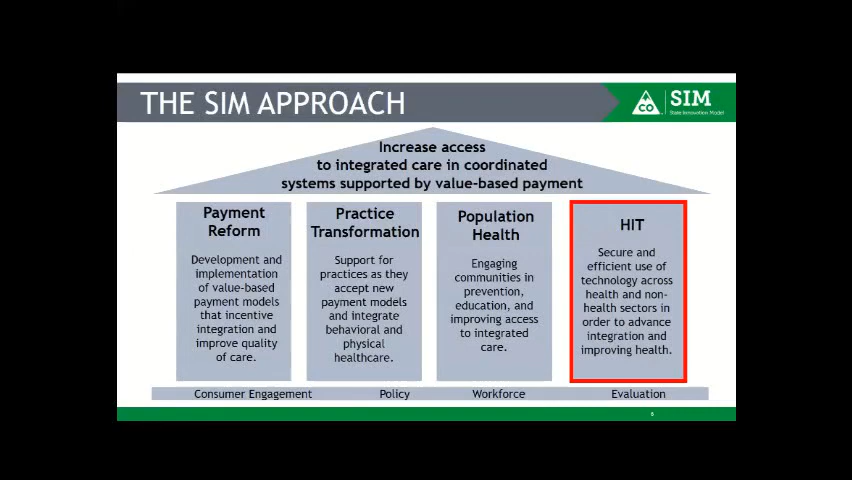 THE SIM APPROACH
CO
SIM
State Innovation Model
Increase access
to integrated care in coordinated
systems supported by value-based payment
Payment
Reform
Development and
implementation
of value-based
payment models
that incentive
integration and
improve quality
of care.
Practice
Transformation
Support for
practices as they
accept new
payment models
and integrate
behavioral and
physical
healthcare.
Population
Health
Engaging
communities in
prevention,
education, and
improving access
to integrated
care.
HIT
Secure and
efficient use of
technology across
health and non-
health sectors in
order to advance
integration and
improving health.
Consumer Engagement Policy Workforce Evaluation
6